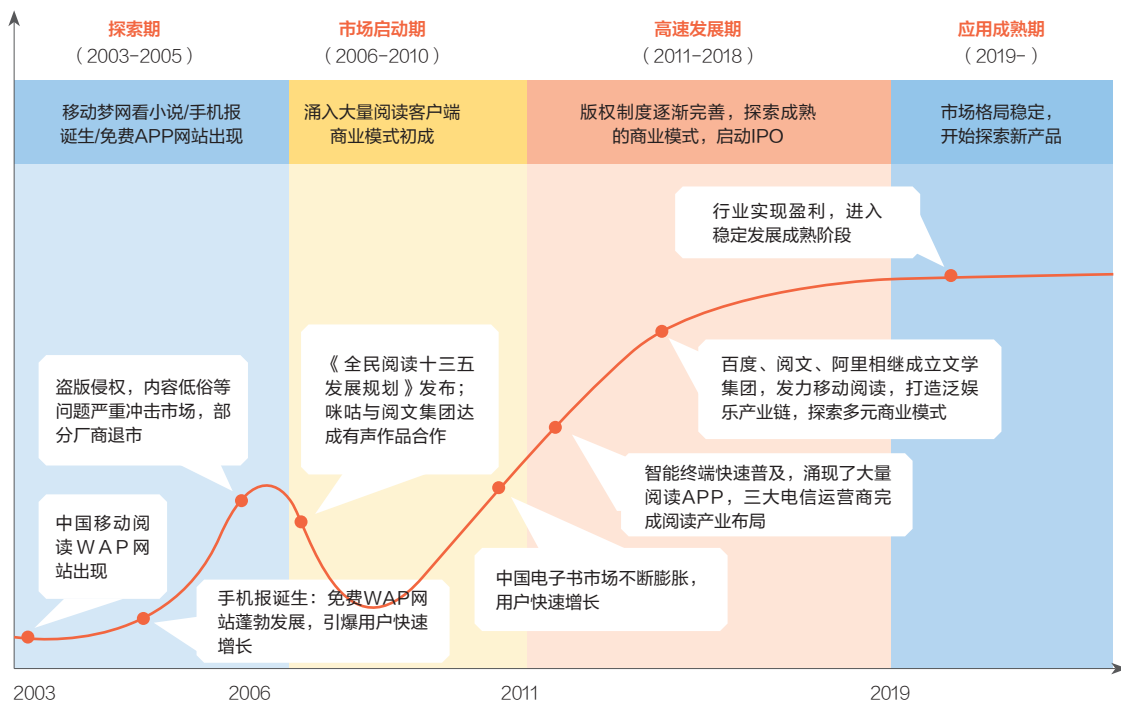 探索期
（2003-2005）
市场启动期
（2006-2010）
高速发展期
（2011-2018）
应用成熟期
（2019- ）
移动梦网看小说/手机报
诞生/免费APP网站出现
涌入大量阅读客户端
商业模式初成
版权制度逐渐完善，探索成熟
的商业模式，启动IPO
市场格局稳定，
开始探索新产品
行业实现盈利，进入
稳定发展成熟阶段
《 全民阅读十三五
发展规划 》发布；
咪咕与阅文集团达
成有声作品合作
百度、阅文、阿里相继成立文学
集团，发力移动阅读，打造泛娱
乐产业链，探索多元商业模式
盗版侵权，内容低俗等
问题严重冲击市场，部
分厂商退市
智能终端快速普及，涌现了大量
阅读APP，三大电信运营商完
成阅读产业布局
中国移动阅
读WAP网
站出现
中国电子书市场不断膨胀，
用户快速增长
手机报诞生：免费WAP网
站蓬勃发展，引爆用户快速
增长
2003
2006
2011
2019